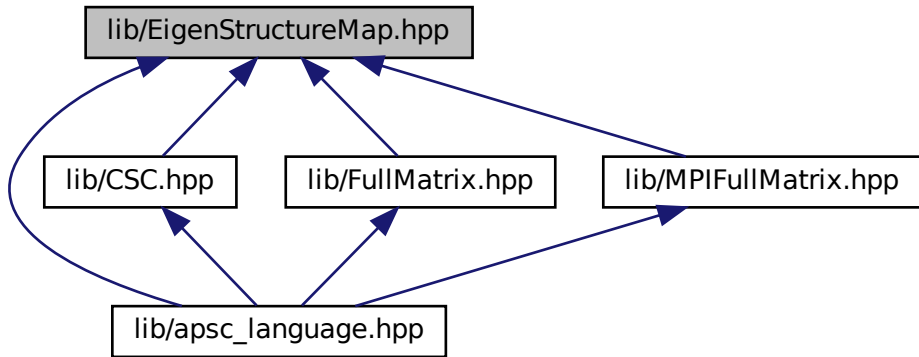 lib/EigenStructureMap.hpp
lib/CSC.hpp
lib/FullMatrix.hpp
lib/MPIFullMatrix.hpp
lib/apsc_language.hpp